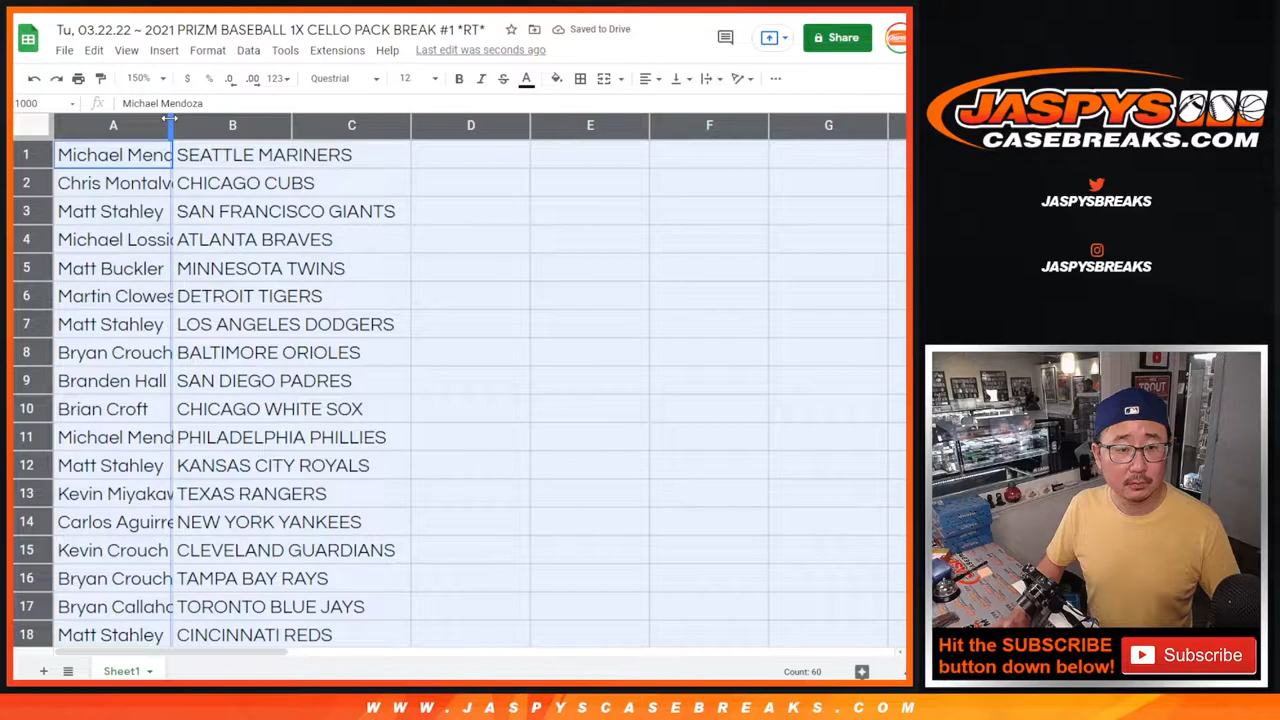 Tu, 03.22.22 ~ 2021 PRIZM BASEBALL 1X CELLO PACK BREAK #1 *RT*
Saved to Drive
File Edit View Insert Format Data Tools Extensions Help Last edit was seconds ago
Share
150% $ % .0 .00 123 Questrial 12 B I S A
1000 fx Michael Mendoza
A B C D E F G
1 Michael Mend SEATTLE MARINERS
2 Chris Montalv CHICAGO CUBS
3 Matt Stahley SAN FRANCISCO GIANTS
4 Michael Lossic ATLANTA BRAVES
5 Matt Buckler MINNESOTA TWINS
6 Martin Clowes DETROIT TIGERS
7 Matt Stahley LOS ANGELES DODGERS
8 Bryan Crouch BALTIMORE ORIOLES
9 Branden Hall SAN DIEGO PADRES
10 Brian Croft CHICAGO WHITE SOX
11 Michael Mend PHILADELPHIA PHILLIES
12 Matt Stahley KANSAS CITY ROYALS
13 Kevin Miyakav TEXAS RANGERS
14 Carlos Aguirre NEW YORK YANKEES
15 Kevin Crouch CLEVELAND GUARDIANS
16 Bryan Crouch TAMPA BAY RAYS
17 Bryan Callaha TORONTO BLUE JAYS
18 Matt Stahley CINCINNATI REDS
Sheet1
Count: 60
JASPYS
CASEBREAKS.COM
JASPYSBREAKS
JASPYSBREAKS
TROUT
Hit the SUBSCRIBE
button down below!
Subscribe
WWW.JASPYSCASEBREAKS.COM